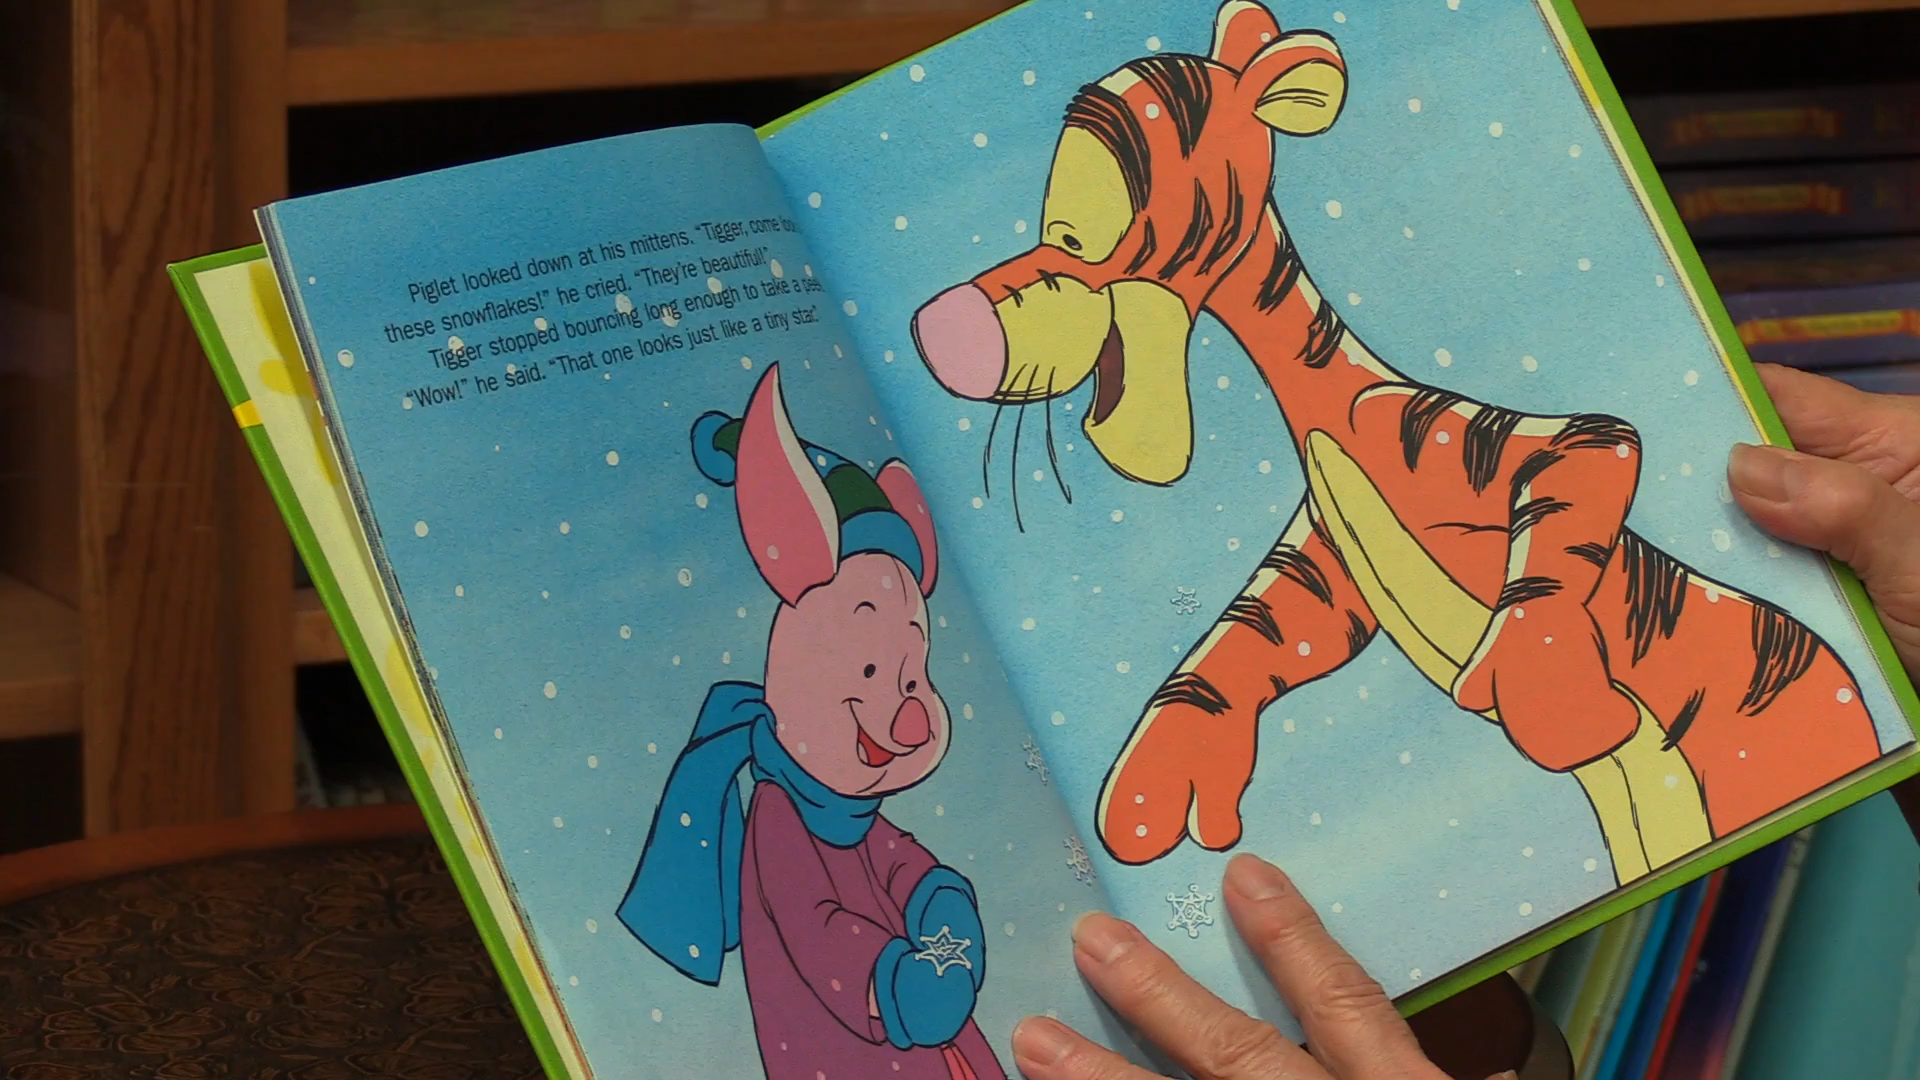 Piglet looked down at his mittens. "Tigger, come
these snowflakes!" he cried. "They're beautiful!"
Tigger stopped bouncing long enough to take a
"Wow!" he said. "That one looks just like a tiny star."